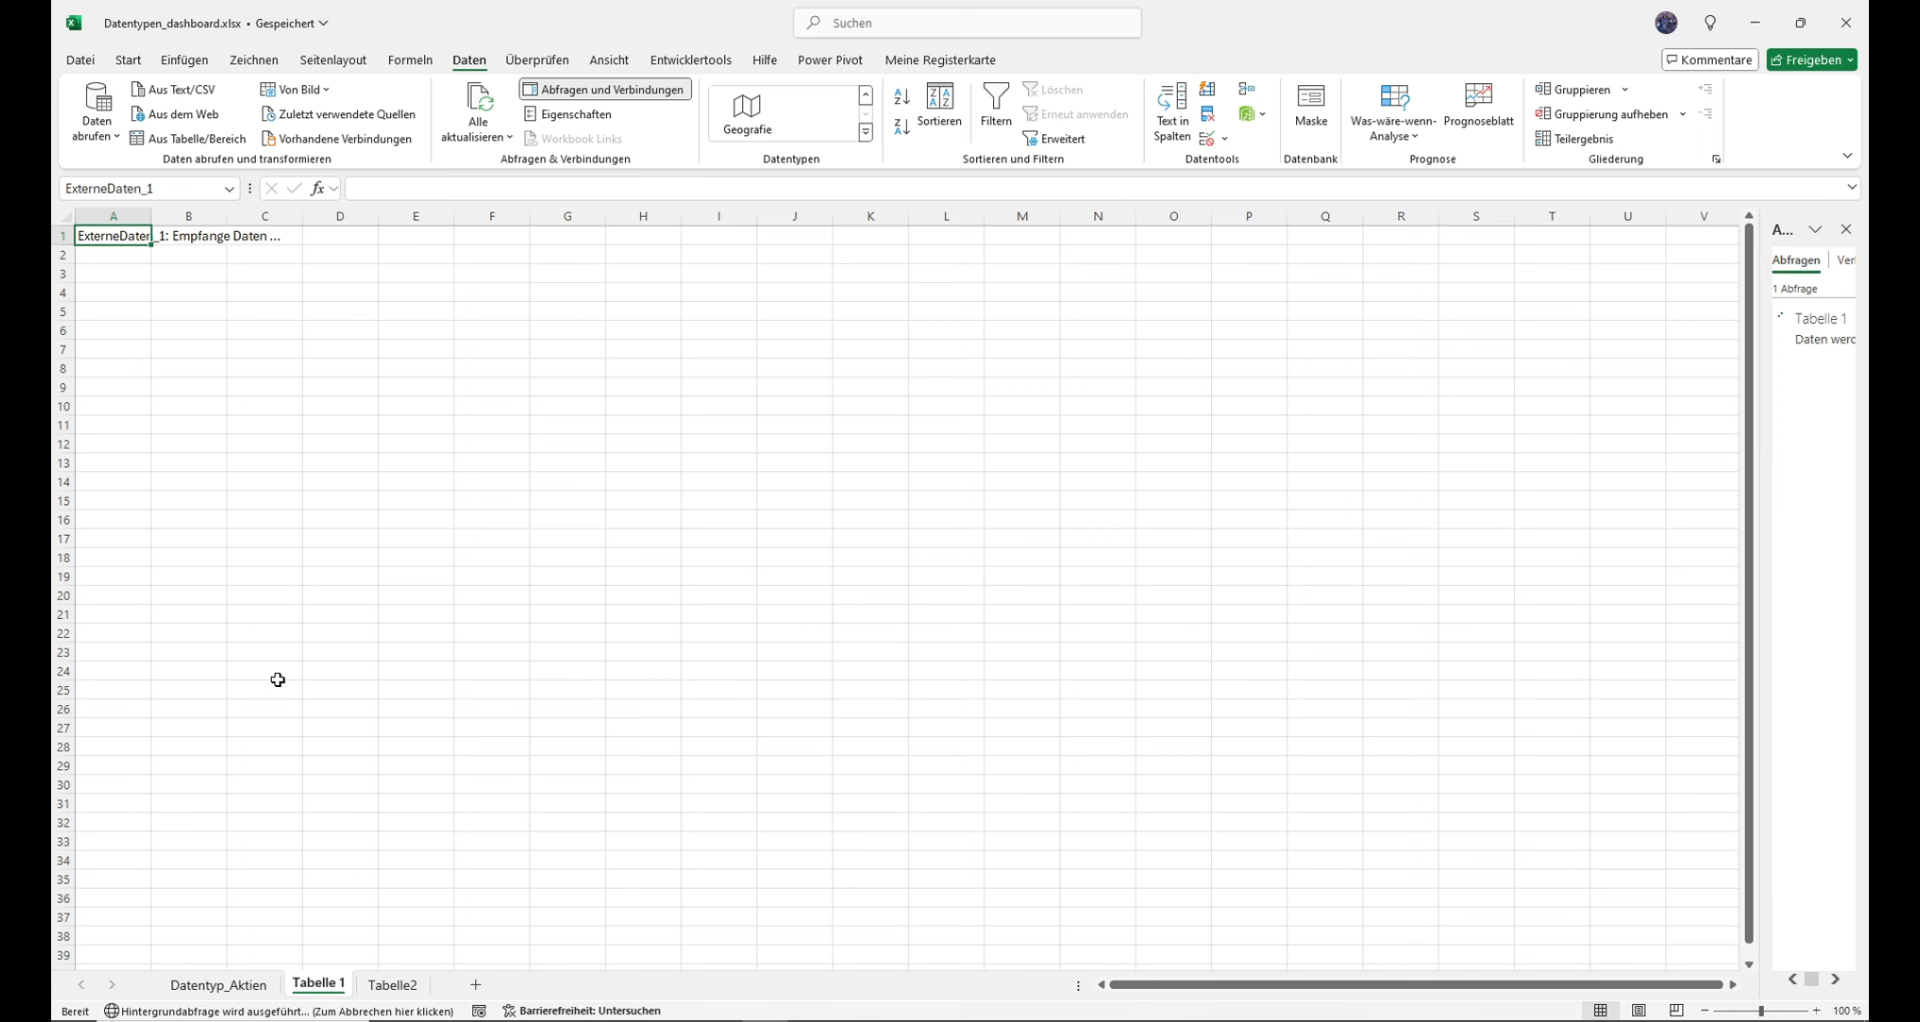 Datentypen_dashboard.xlsx • Gespeichert
Suchen
Datei Start Einfügen Zeichnen Seitenlayout Formeln Daten Überprüfen Ansicht Entwicklertools Hilfe Power Pivot Meine Registerkarte
Kommentare Freigeben
Daten abrufen
Aus Text/CSV
Aus dem Web
Aus Tabelle/Bereich
Von Bild
Zuletzt verwendete Quellen
Vorhandene Verbindungen
Daten abrufen und transformieren
Alle aktualisieren
Abfragen und Verbindungen
Eigenschaften
Workbook Links
Abfragen & Verbindungen
Geografie
Datentypen
Sortieren
Filtern
Löschen
Erneut anwenden
Erweitert
Sortieren und Filtern
Text in
Spalten
Datentools
Maske
Datenbank
Was-wäre-wenn-
Analyse
Prognoseblatt
Prognose
Gruppieren
Gruppierung aufheben
Teilergebnis
Gliederung
ExterneDaten_1
fx
A B C D E F G H I J K L M N O P Q R S T U V
1 ExterneDaten_1: Empfange Daten ...
2
3
4
5
6
7
8
9
10
11
12
13
14
15
16
17
18
19
20
21
22
23
24
25
26
27
28
29
30
31
32
33
34
35
36
37
38
39
A...
Abfragen Ver
1 Abfrage
Tabelle 1
Daten werd
Datentyp_Aktien Tabelle 1 Tabelle2
Bereit Hintergrundabfrage wird ausgeführt... (Zum Abbrechen hier klicken) Barrierefreiheit: Untersuchen
100 %